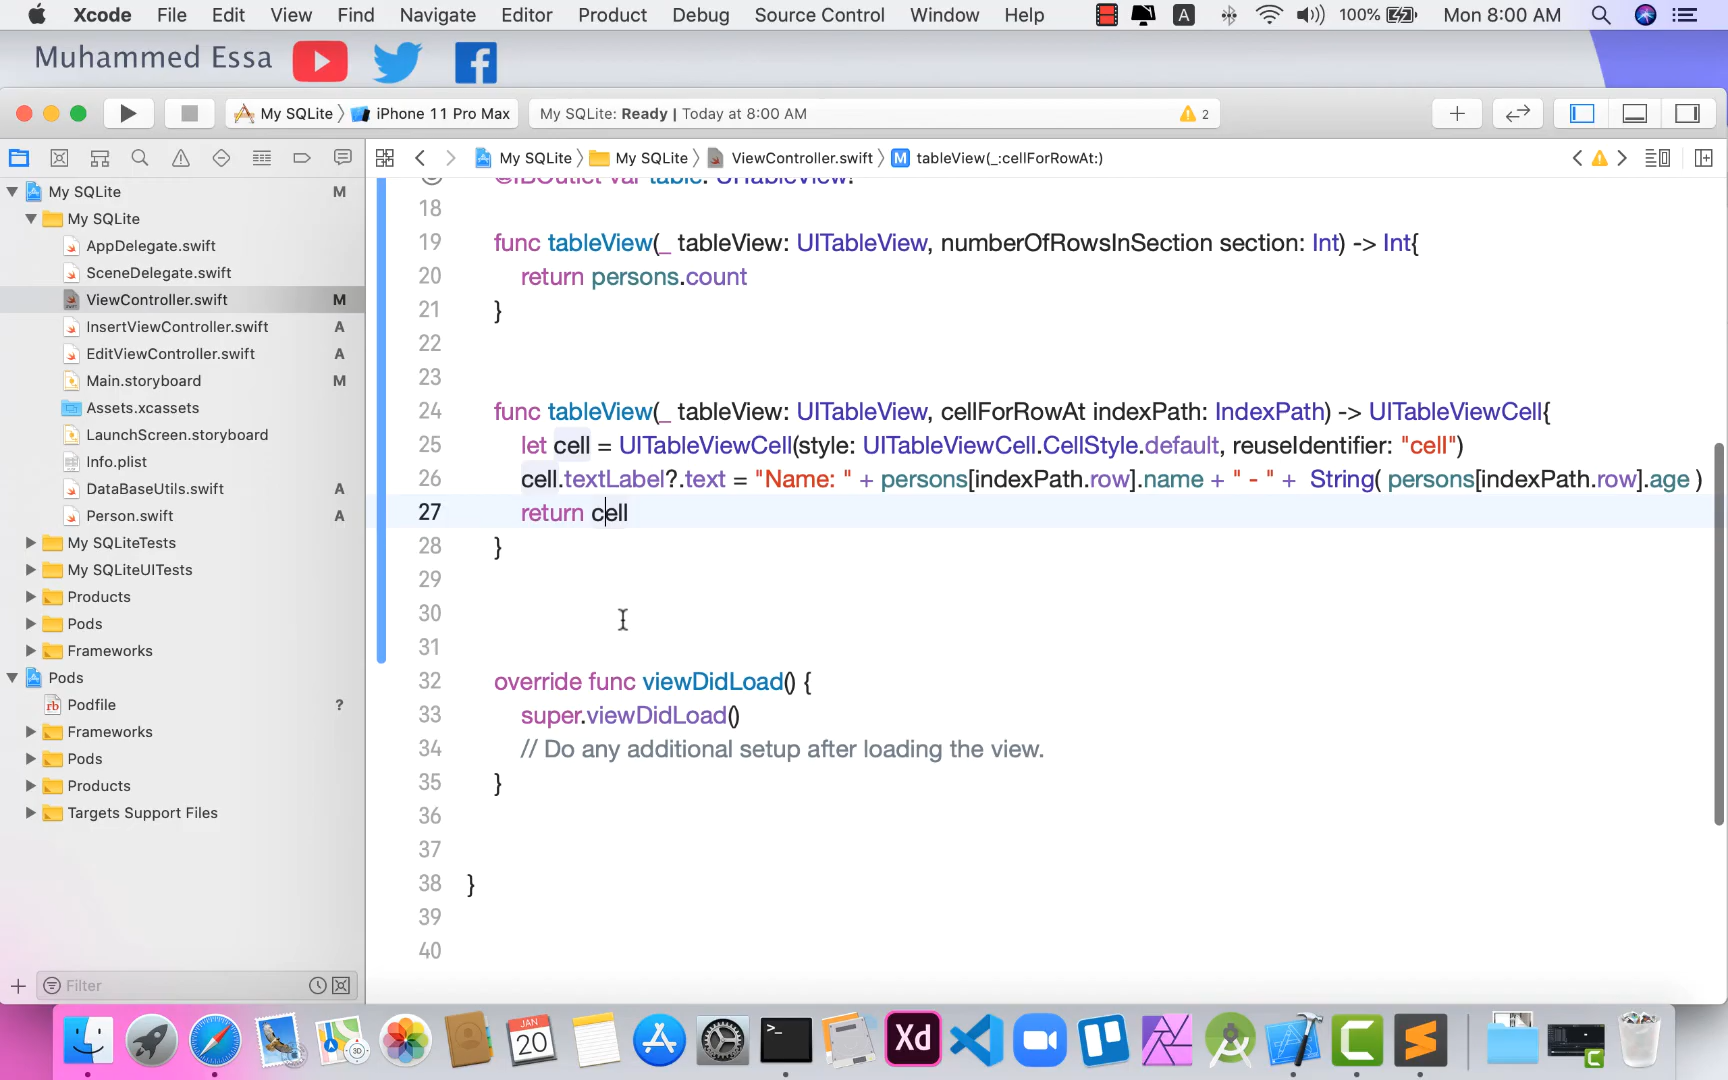 Xcode File Edit View Find Navigate Editor Product Debug Source Control Window Help A 100% Mon 8:00 AM
Muhammed Essa
My SQLite iPhone 11 Pro Max My SQLite: Ready | Today at 8:00 AM 2
My SQLite My SQLite ViewController.swift M tableView(_:cellForRowAt:)
My SQLite M
My SQLite
AppDelegate.swift
SceneDelegate.swift
ViewController.swift M
InsertViewController.swift A
EditViewController.swift A
Main.storyboard M
Assets.xcassets
LaunchScreen.storyboard
Info.plist
DataBaseUtils.swift A
Person.swift A
My SQLiteTests
My SQLiteUITests
Products
Pods
Frameworks
Pods
rb Podfile ?
Frameworks
Pods
Products
Targets Support Files
Filter
@IBOutlet var table: UITableView!
18
19 func tableView(_ tableView: UITableView, numberOfRowsInSection section: Int) -> Int{
20 return persons.count
21 }
22
23
24 func tableView(_ tableView: UITableView, cellForRowAt indexPath: IndexPath) -> UITableViewCell{
25 let cell = UITableViewCell(style: UITableViewCell.CellStyle.default, reuseIdentifier: "cell")
26 cell.textLabel?.text = "Name: " + persons[indexPath.row].name + " - " + String( persons[indexPath.row].age )
27 return cell
28 }
29
30
31
32 override func viewDidLoad() {
33 super.viewDidLoad()
34 // Do any additional setup after loading the view.
35 }
36
37
38 }
39
40
JAN
20
Xd